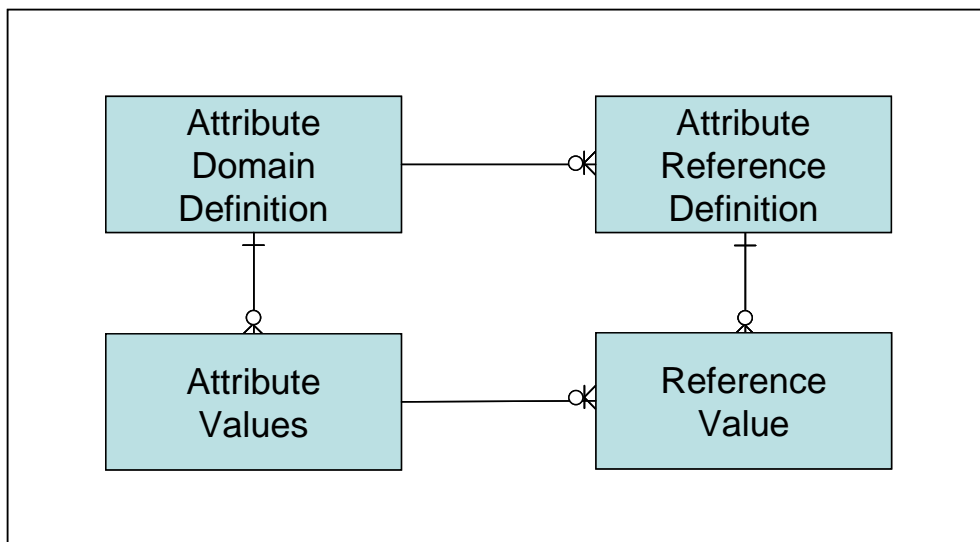 Attribute
Domain
Definition
Attribute
Reference
Definition
Attribute
Values
Reference
Value